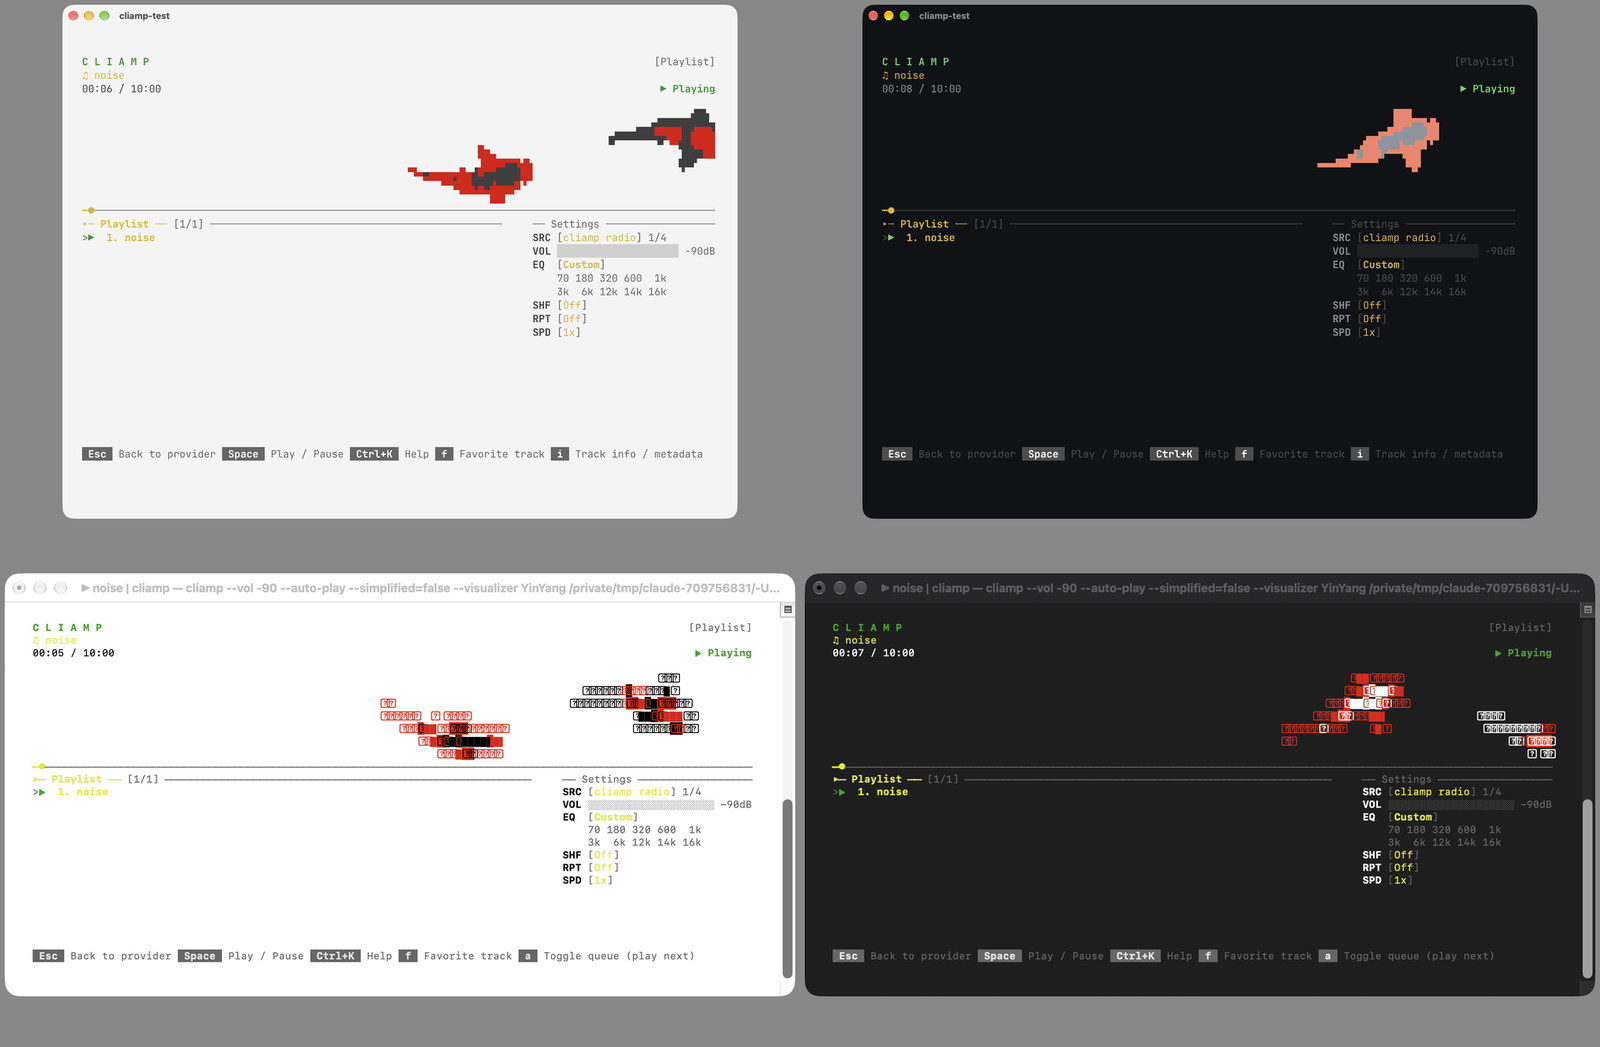 cliamp-test
C L I A M P
[Playlist]
♫ noise
00:06 / 10:00
▶ Playing
•— Playlist —— [1/1]
—— Settings
>▶ 1. noise
SRC [cliamp radio] 1/4
VOL -90dB
EQ [Custom]
70 180 320 600 1k
3k 6k 12k 14k 16k
SHF [Off]
RPT [Off]
SPD [1x]
Esc Back to provider Space Play / Pause Ctrl+K Help f Favorite track i Track info / metadata
cliamp-test
C L I A M P
[Playlist]
♫ noise
00:08 / 10:00
▶ Playing
•— Playlist —— [1/1]
—— Settings
>▶ 1. noise
SRC [cliamp radio] 1/4
VOL -90dB
EQ [Custom]
70 180 320 600 1k
3k 6k 12k 14k 16k
SHF [Off]
RPT [Off]
SPD [1x]
Esc Back to provider Space Play / Pause Ctrl+K Help f Favorite track i Track info / metadata
▶ noise | cliamp — cliamp --vol -90 --auto-play --simplified=false --visualizer YinYang /private/tmp/claude-709756831/-U...
C L I A M P
[Playlist]
♫ noise
00:05 / 10:00
▶ Playing
►— Playlist —— [1/1]
—— Settings
>▶ 1. noise
SRC [cliamp radio] 1/4
VOL -90dB
EQ [Custom]
70 180 320 600 1k
3k 6k 12k 14k 16k
SHF [Off]
RPT [Off]
SPD [1x]
Esc Back to provider Space Play / Pause Ctrl+K Help f Favorite track a Toggle queue (play next)
▶ noise | cliamp — cliamp --vol -90 --auto-play --simplified=false --visualizer YinYang /private/tmp/claude-709756831/-U...
C L I A M P
[Playlist]
♫ noise
00:07 / 10:00
▶ Playing
►— Playlist —— [1/1]
—— Settings
>▶ 1. noise
SRC [cliamp radio] 1/4
VOL -90dB
EQ [Custom]
70 180 320 600 1k
3k 6k 12k 14k 16k
SHF [Off]
RPT [Off]
SPD [1x]
Esc Back to provider Space Play / Pause Ctrl+K Help f Favorite track a Toggle queue (play next)